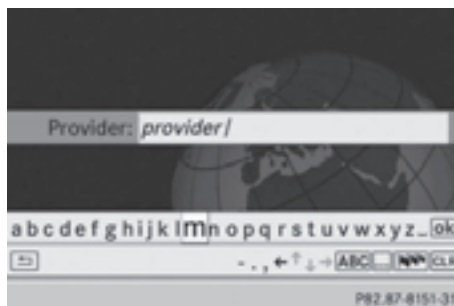 Provider: provider
a b c d e f g h i j k l m n o p q r s t u v w x y z _ ok
- . , ← ↑ ↓ → ABC CLR
P82.87-8151-31